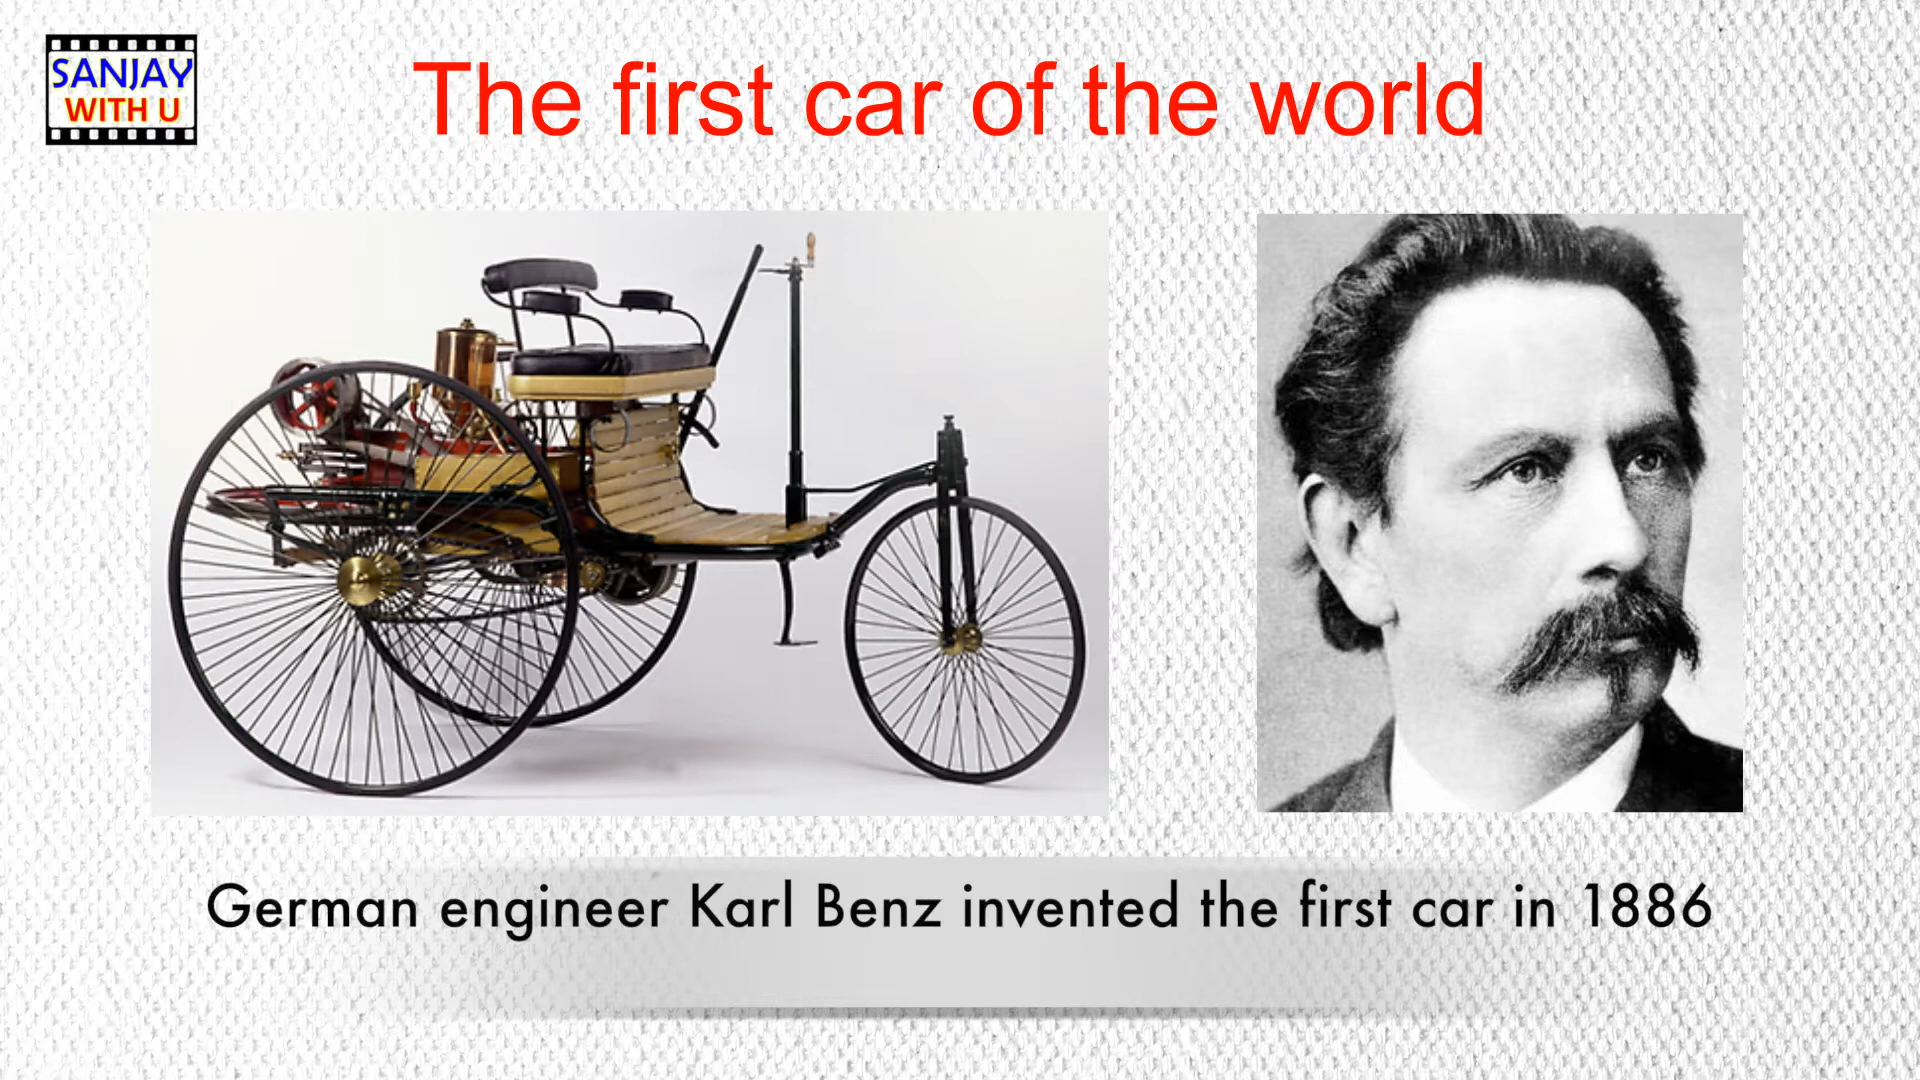 SANJAY
WITH U
The first car of the world
German engineer Karl Benz invented the first car in 1886